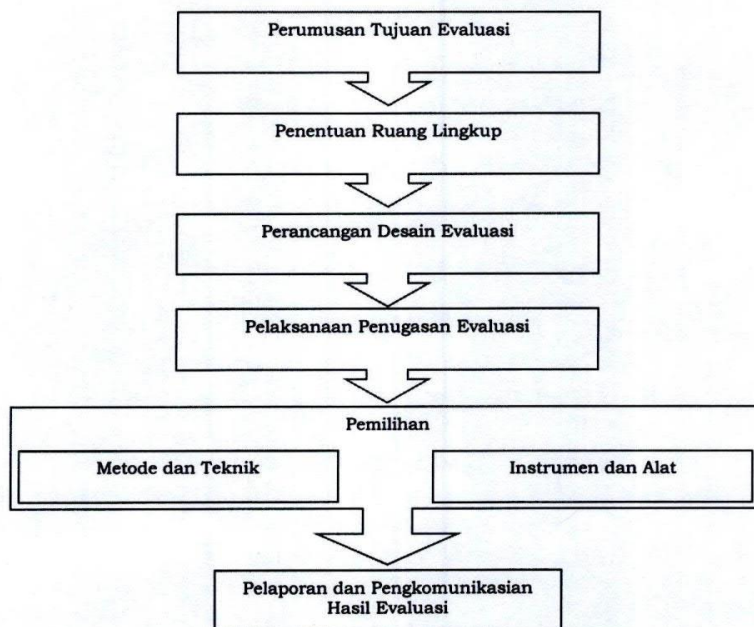 Perumusan Tujuan Evaluasi
Penentuan Ruang Lingkup
Perancangan Desain Evaluasi
Pelaksanaan Penugasan Evaluasi
Pemilihan
Metode dan Teknik
Instrumen dan Alat
Pelaporan dan Pengkomunikasian
Hasil Evaluasi